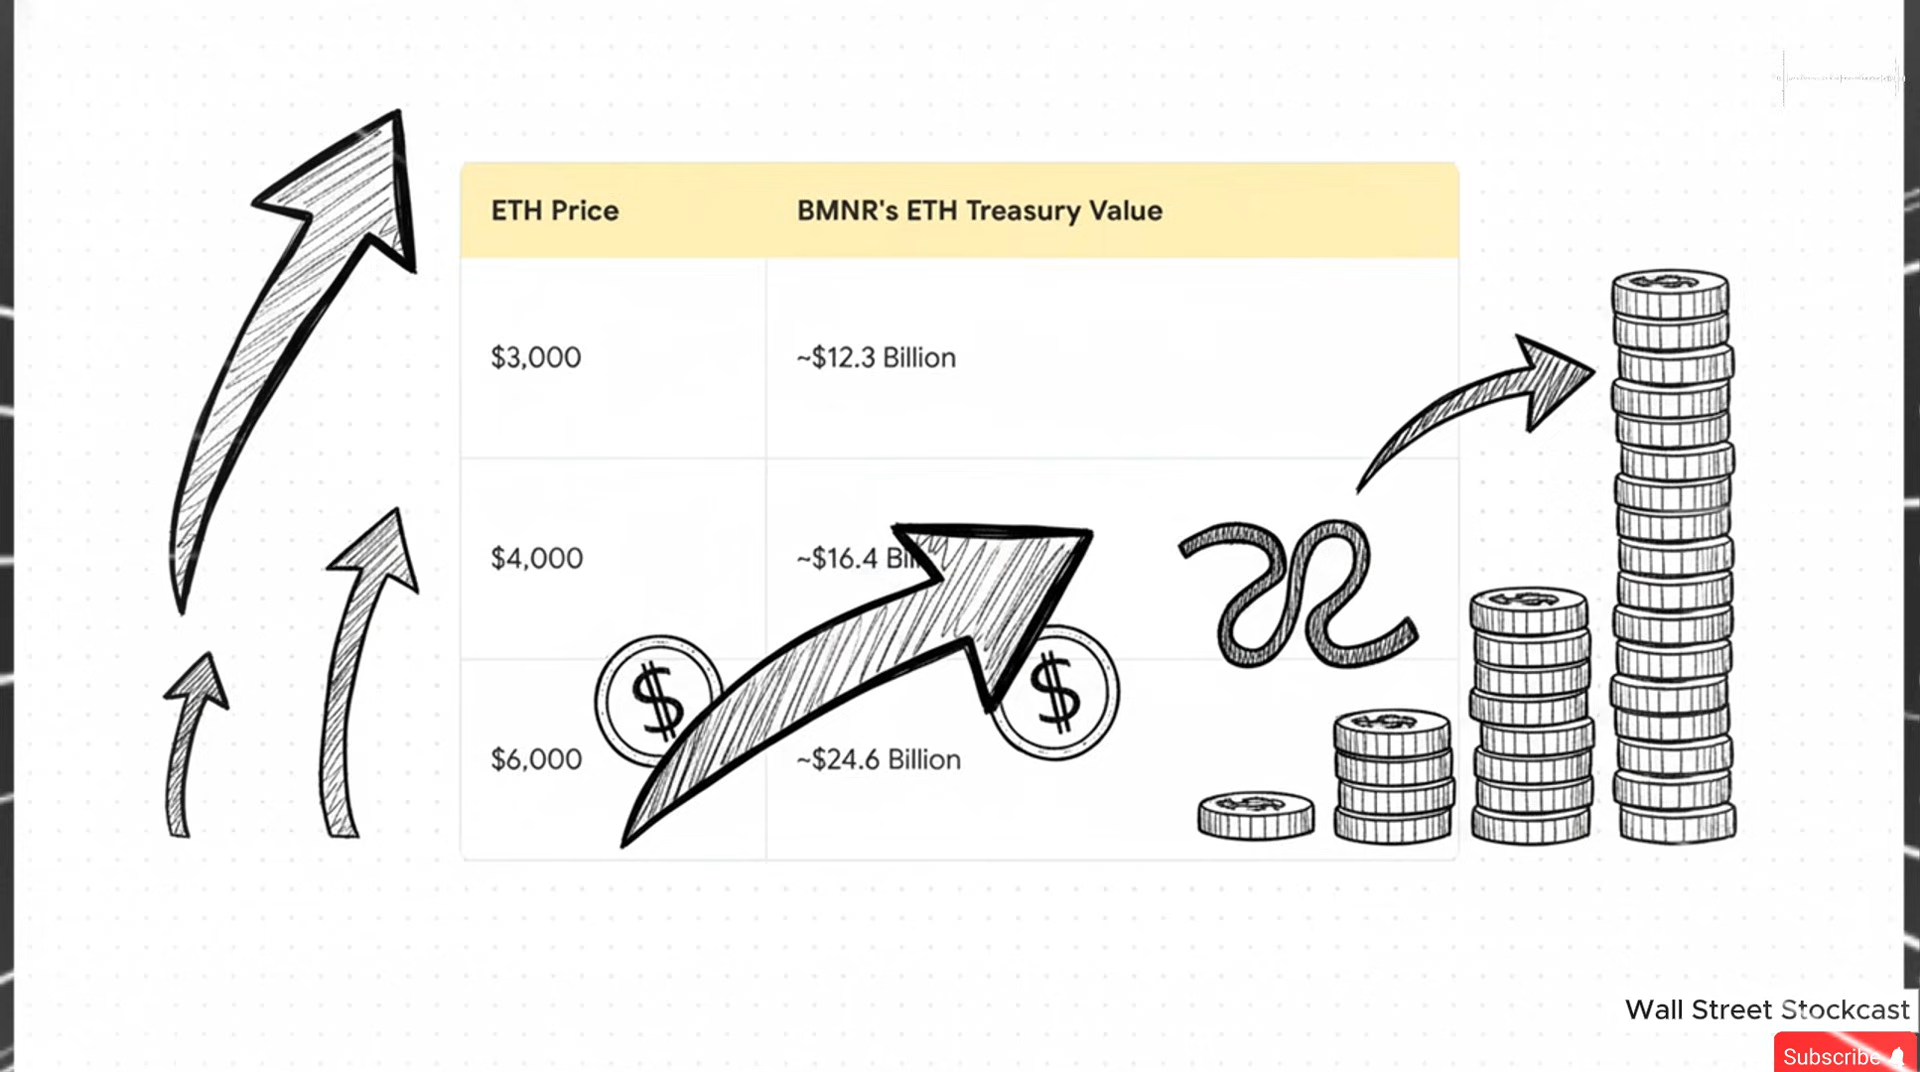 ETH Price BMNR's ETH Treasury Value
$3,000 ~$12.3 Billion
$4,000 ~$16.4
$6,000 ~$24.6 Billion
$ $
Wall Street Stockcast
Subscribe